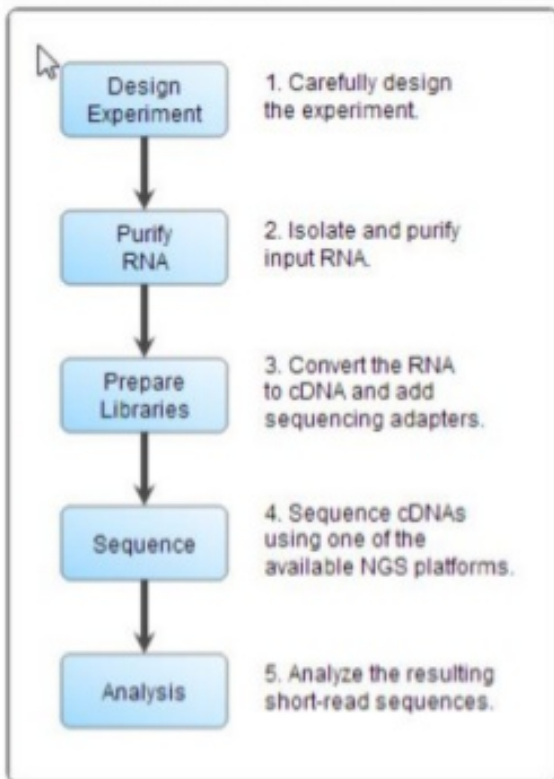 Design
Experiment
1. Carefully design
the experiment.
Purify
RNA
2. Isolate and purify
input RNA.
Prepare
Libraries
3. Convert the RNA
to cDNA and add
sequencing adapters.
Sequence
4. Sequence cDNAs
using one of the
available NGS platforms.
Analysis
5. Analyze the resulting
short-read sequences.